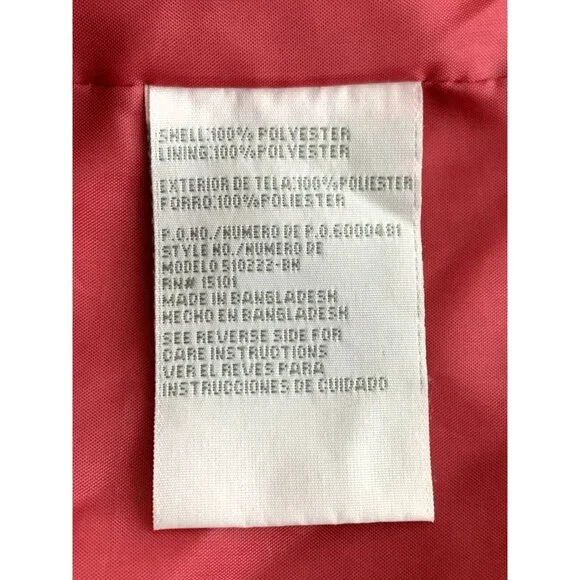 SHELL:100% POLYESTER
LINING:100% POLYESTER
EXTERIOR DE TELA:100% POLIESTER
FORRO:100% POLIESTER
P.O.NO./NUMERO DE P.O.6000481
STYLE NO./NUMERO DE
MODELO 510222-BN
RN# 15101
MADE IN BANGLADESH
HECHO EN BANGLADESH
SEE REVERSE SIDE FOR
CARE INSTRUCTIONS
VER EL REVES PARA
INSTRUCCIONES DE CUIDADO